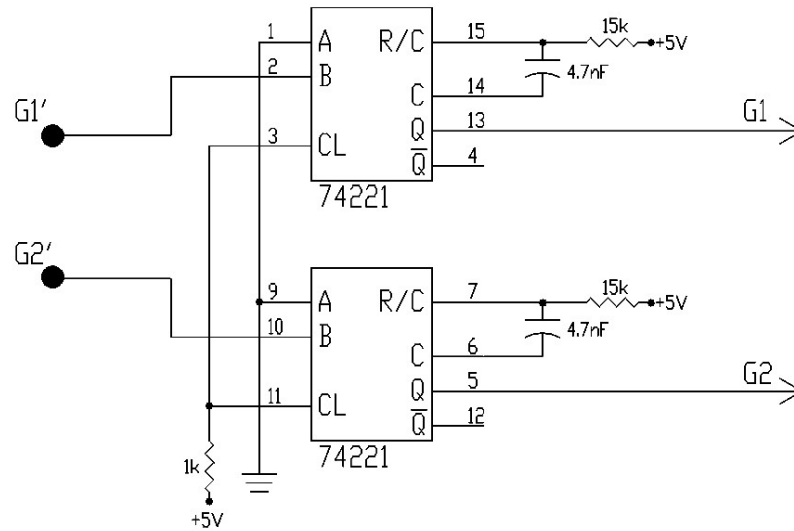 1
A
R/C
15
15k
+5V
2
B
4.7nF
G1′
C
14
Q
13
G1
3
CL
Q̅
4
74221
G2′
9
A
R/C
7
15k
+5V
10
B
4.7nF
C
6
Q
5
G2
11
CL
Q̅
12
74221
1k
+5V